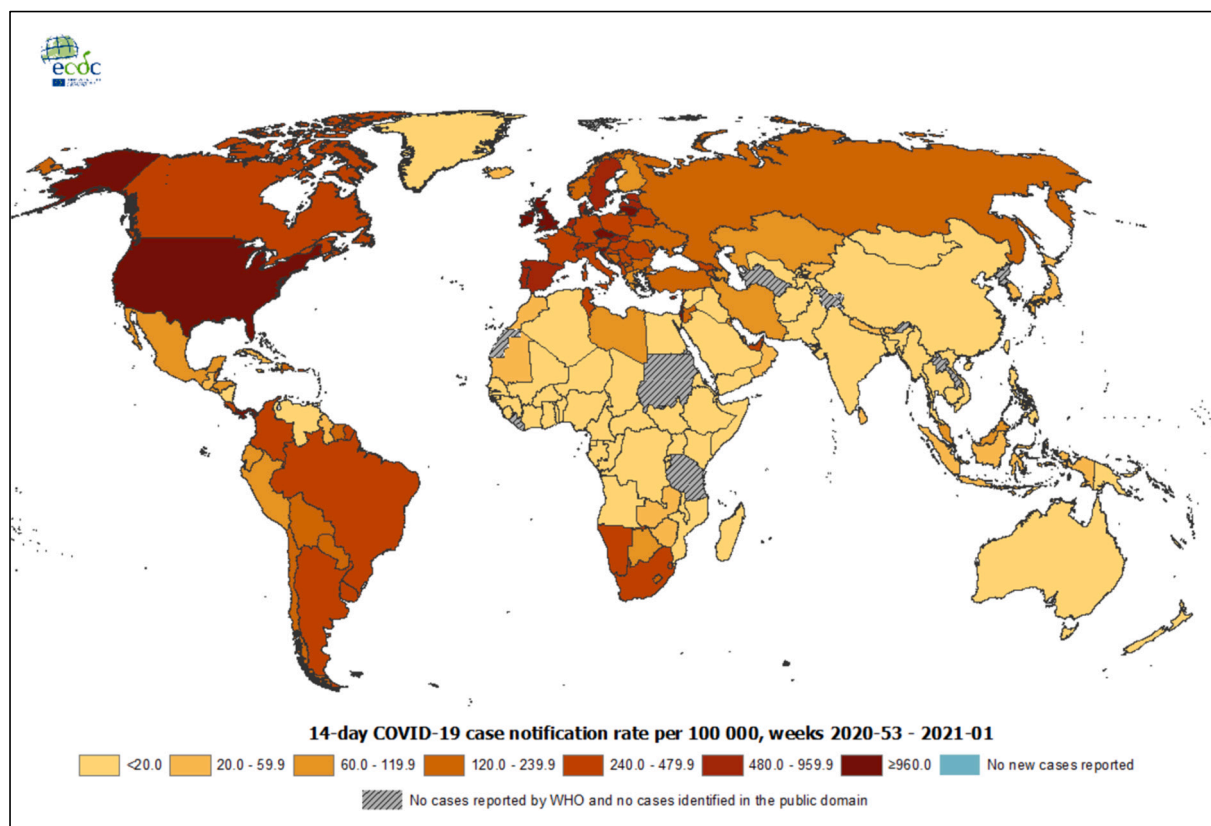 ecdc
14-day COVID-19 case notification rate per 100 000, weeks 2020-53 - 2021-01
<20.0 20.0 - 59.9 60.0 - 119.9 120.0 - 239.9 240.0 - 479.9 480.0 - 959.9 ≥960.0 No new cases reported
No cases reported by WHO and no cases identified in the public domain